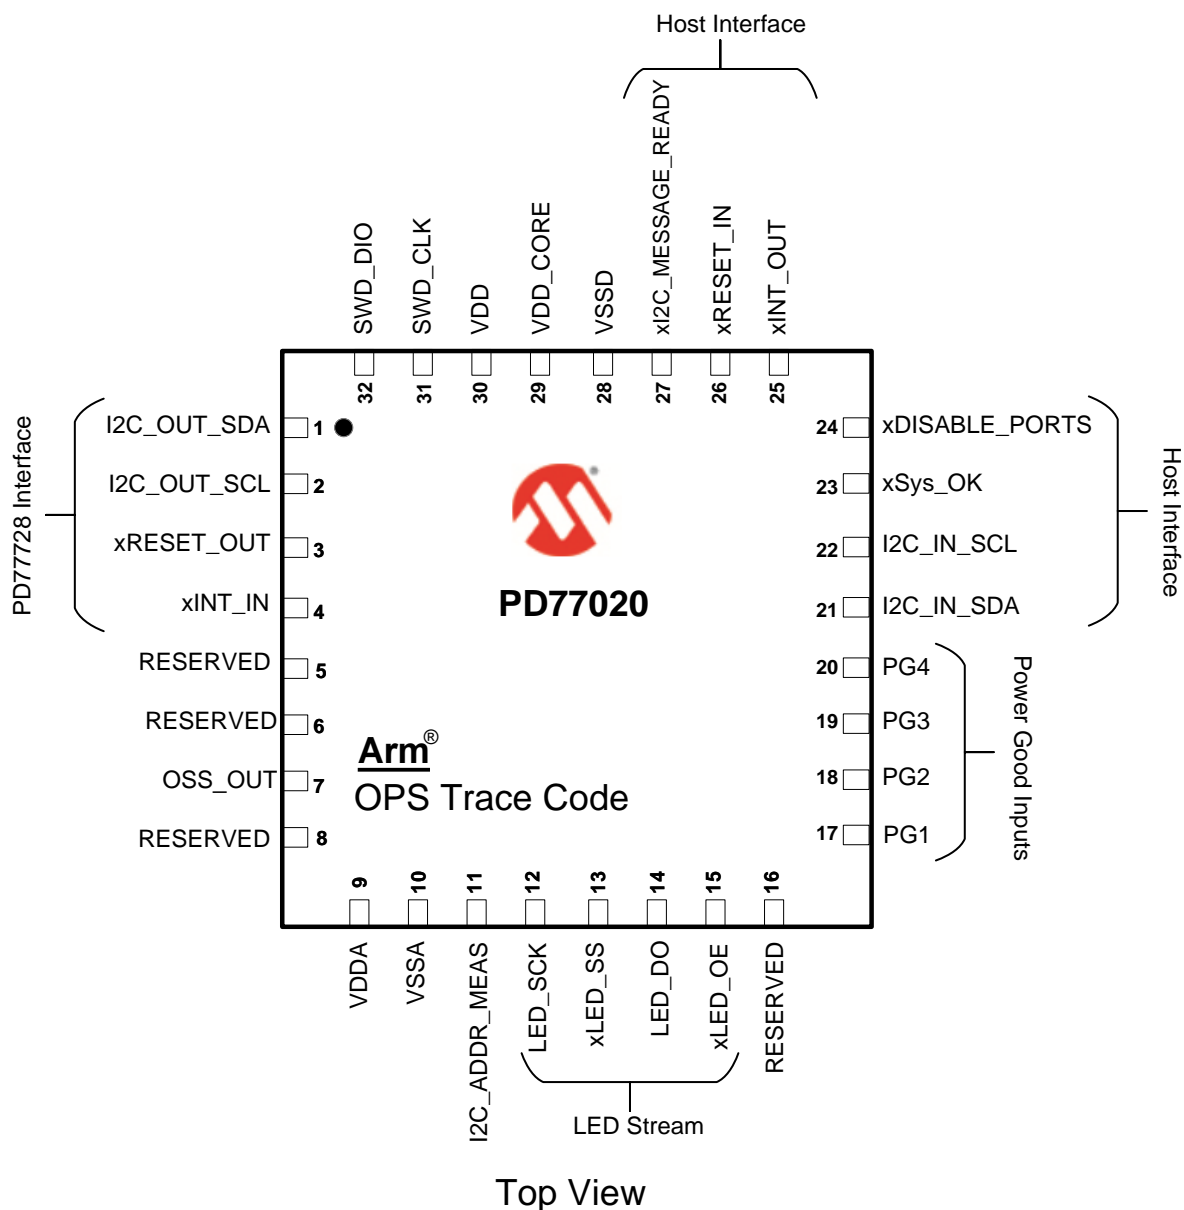 Host Interface
SWD_DIO
SWD_CLK
VDD
VDD_CORE
VSSD
xI2C_MESSAGE_READY
xRESET_IN
xINT_OUT
32
31
30
29
28
27
26
25
PD77728 Interface
I2C_OUT_SDA 1
I2C_OUT_SCL 2
xRESET_OUT 3
xINT_IN 4
RESERVED 5
RESERVED 6
OSS_OUT 7
RESERVED 8
®
PD77020
Arm®
OPS Trace Code
24 xDISABLE_PORTS
23 xSys_OK
22 I2C_IN_SCL
21 I2C_IN_SDA
Host Interface
20 PG4
19 PG3
18 PG2
17 PG1
Power Good Inputs
9
10
11
12
13
14
15
16
VDDA
VSSA
I2C_ADDR_MEAS
LED_SCK
xLED_SS
LED_DO
xLED_OE
RESERVED
LED Stream
Top View